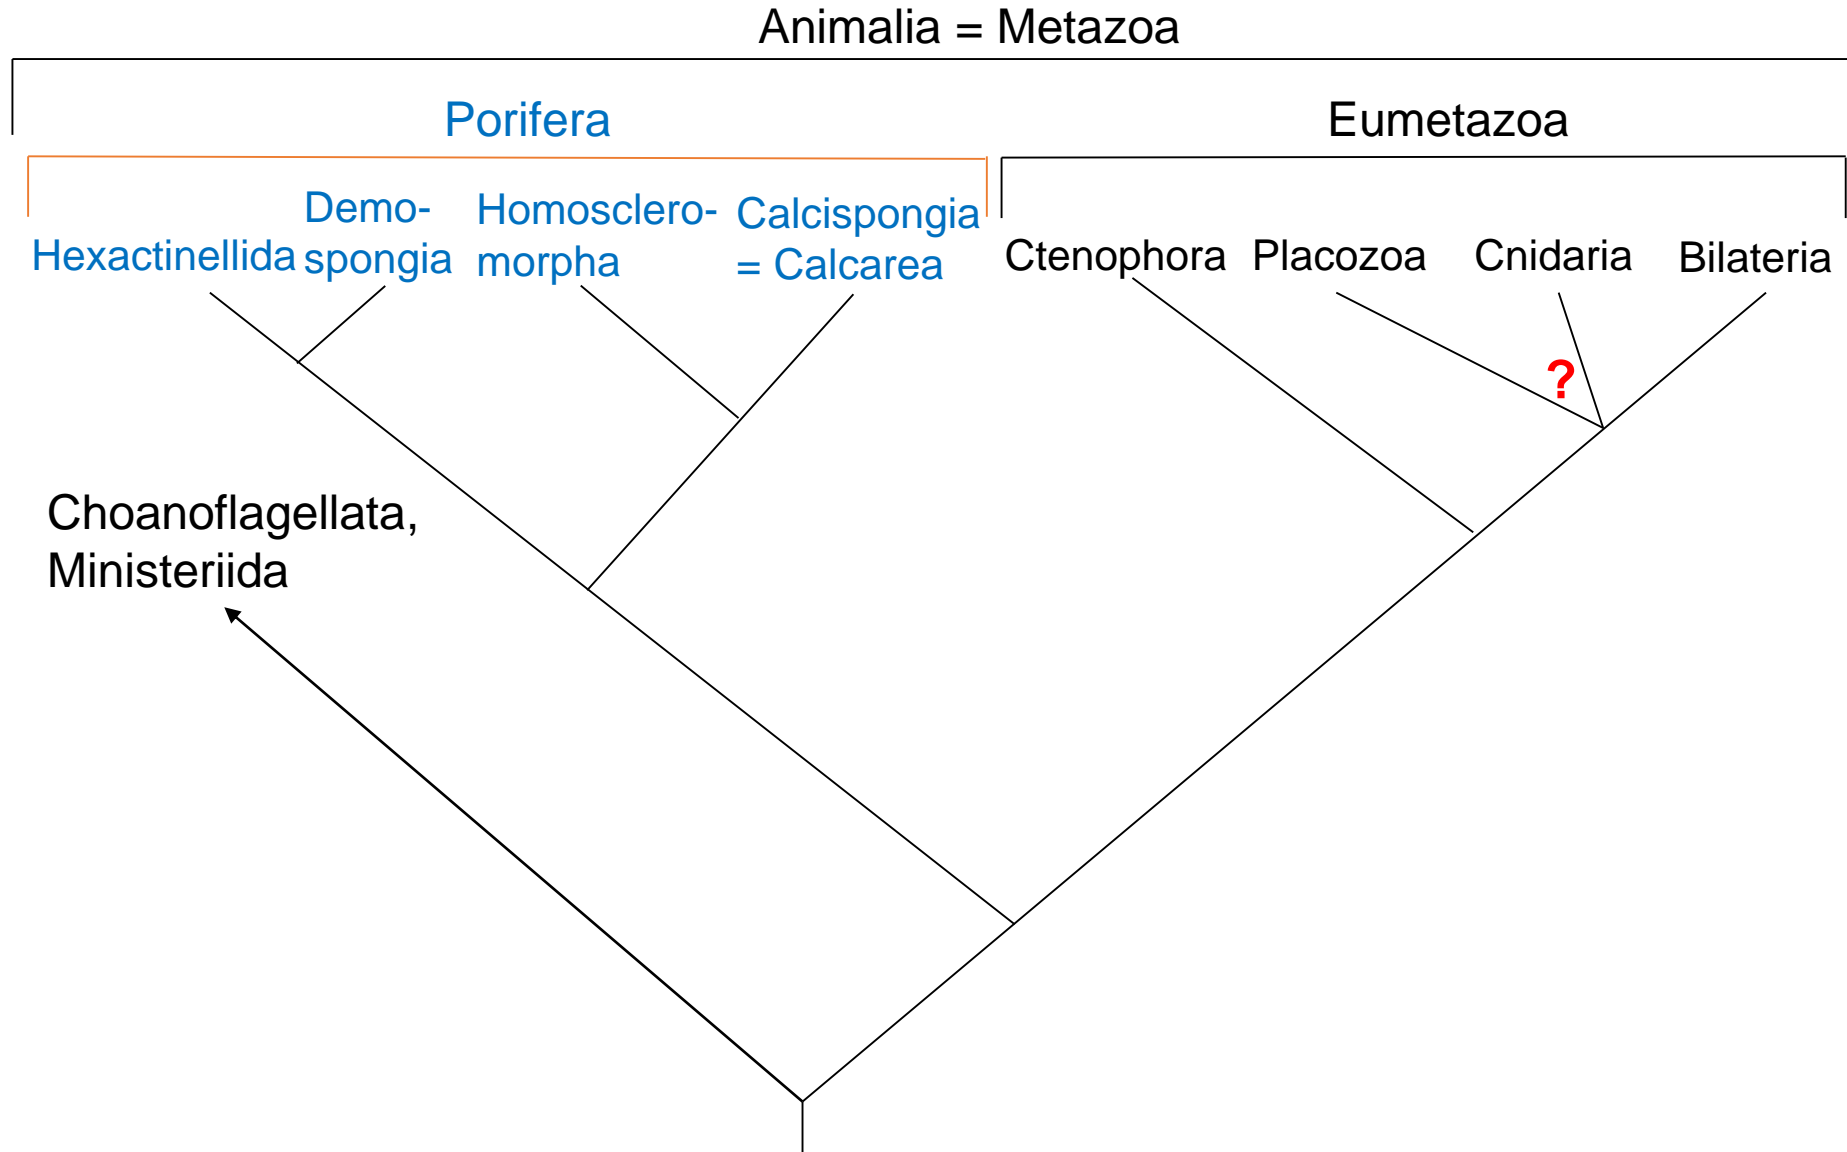 Animalia = Metazoa
Porifera
Eumetazoa
Hexactinellida
Demo-
spongia
Homosclero-
morpha
Calcispongia
= Calcarea
Ctenophora
Placozoa
Cnidaria
Bilateria
?
Choanoflagellata,
Ministeriida